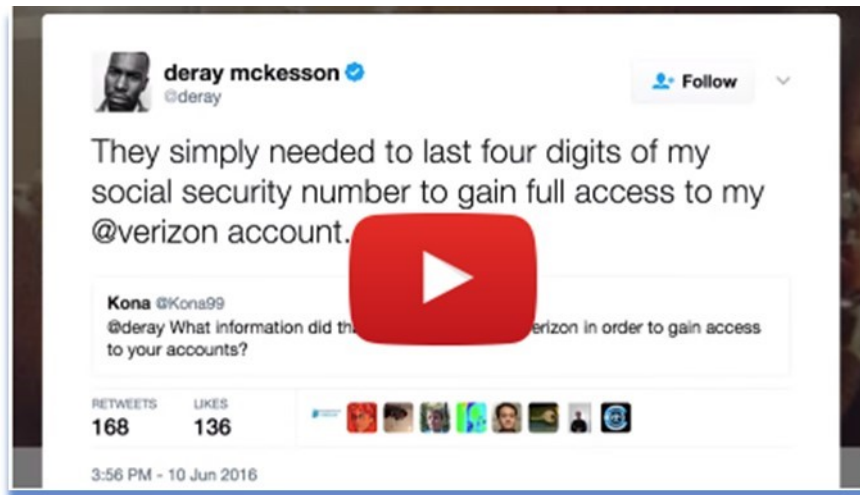 deray mckesson
@deray
Follow
They simply needed to last four digits of my
social security number to gain full access to my
@verizon account.
Kona @Kona99
@deray What information did th erizon in order to gain access
to your accounts?
RETWEETS LIKES
168 136
3:56 PM - 10 Jun 2016